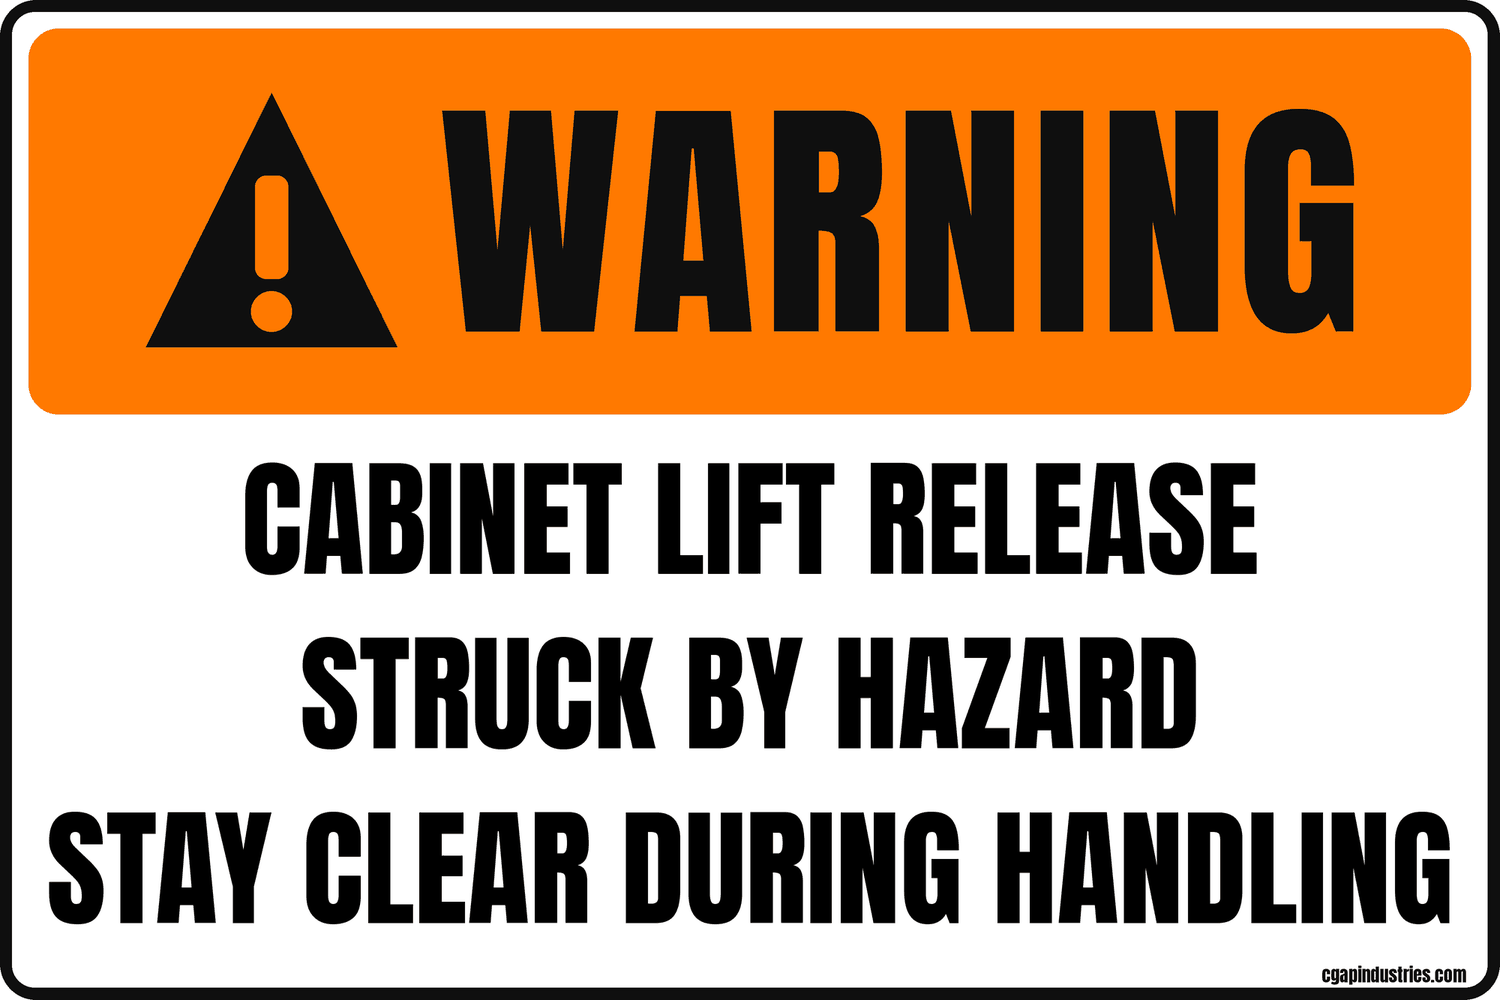 WARNING
CABINET LIFT RELEASE
STRUCK BY HAZARD
STAY CLEAR DURING HANDLING
cgapindustries.com